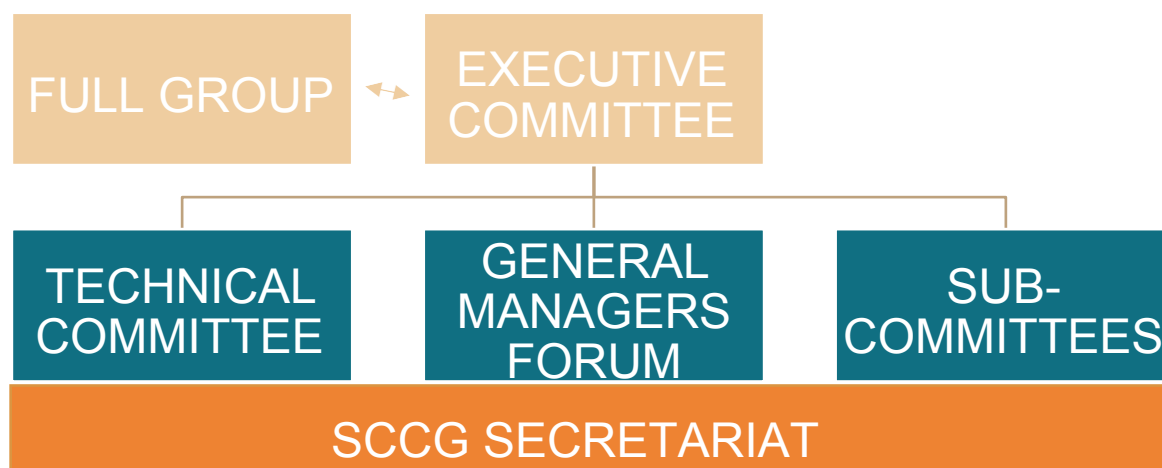 FULL GROUP
EXECUTIVE
COMMITTEE
TECHNICAL
COMMITTEE
GENERAL
MANAGERS
FORUM
SUB-
COMMITTEES
SCCG SECRETARIAT